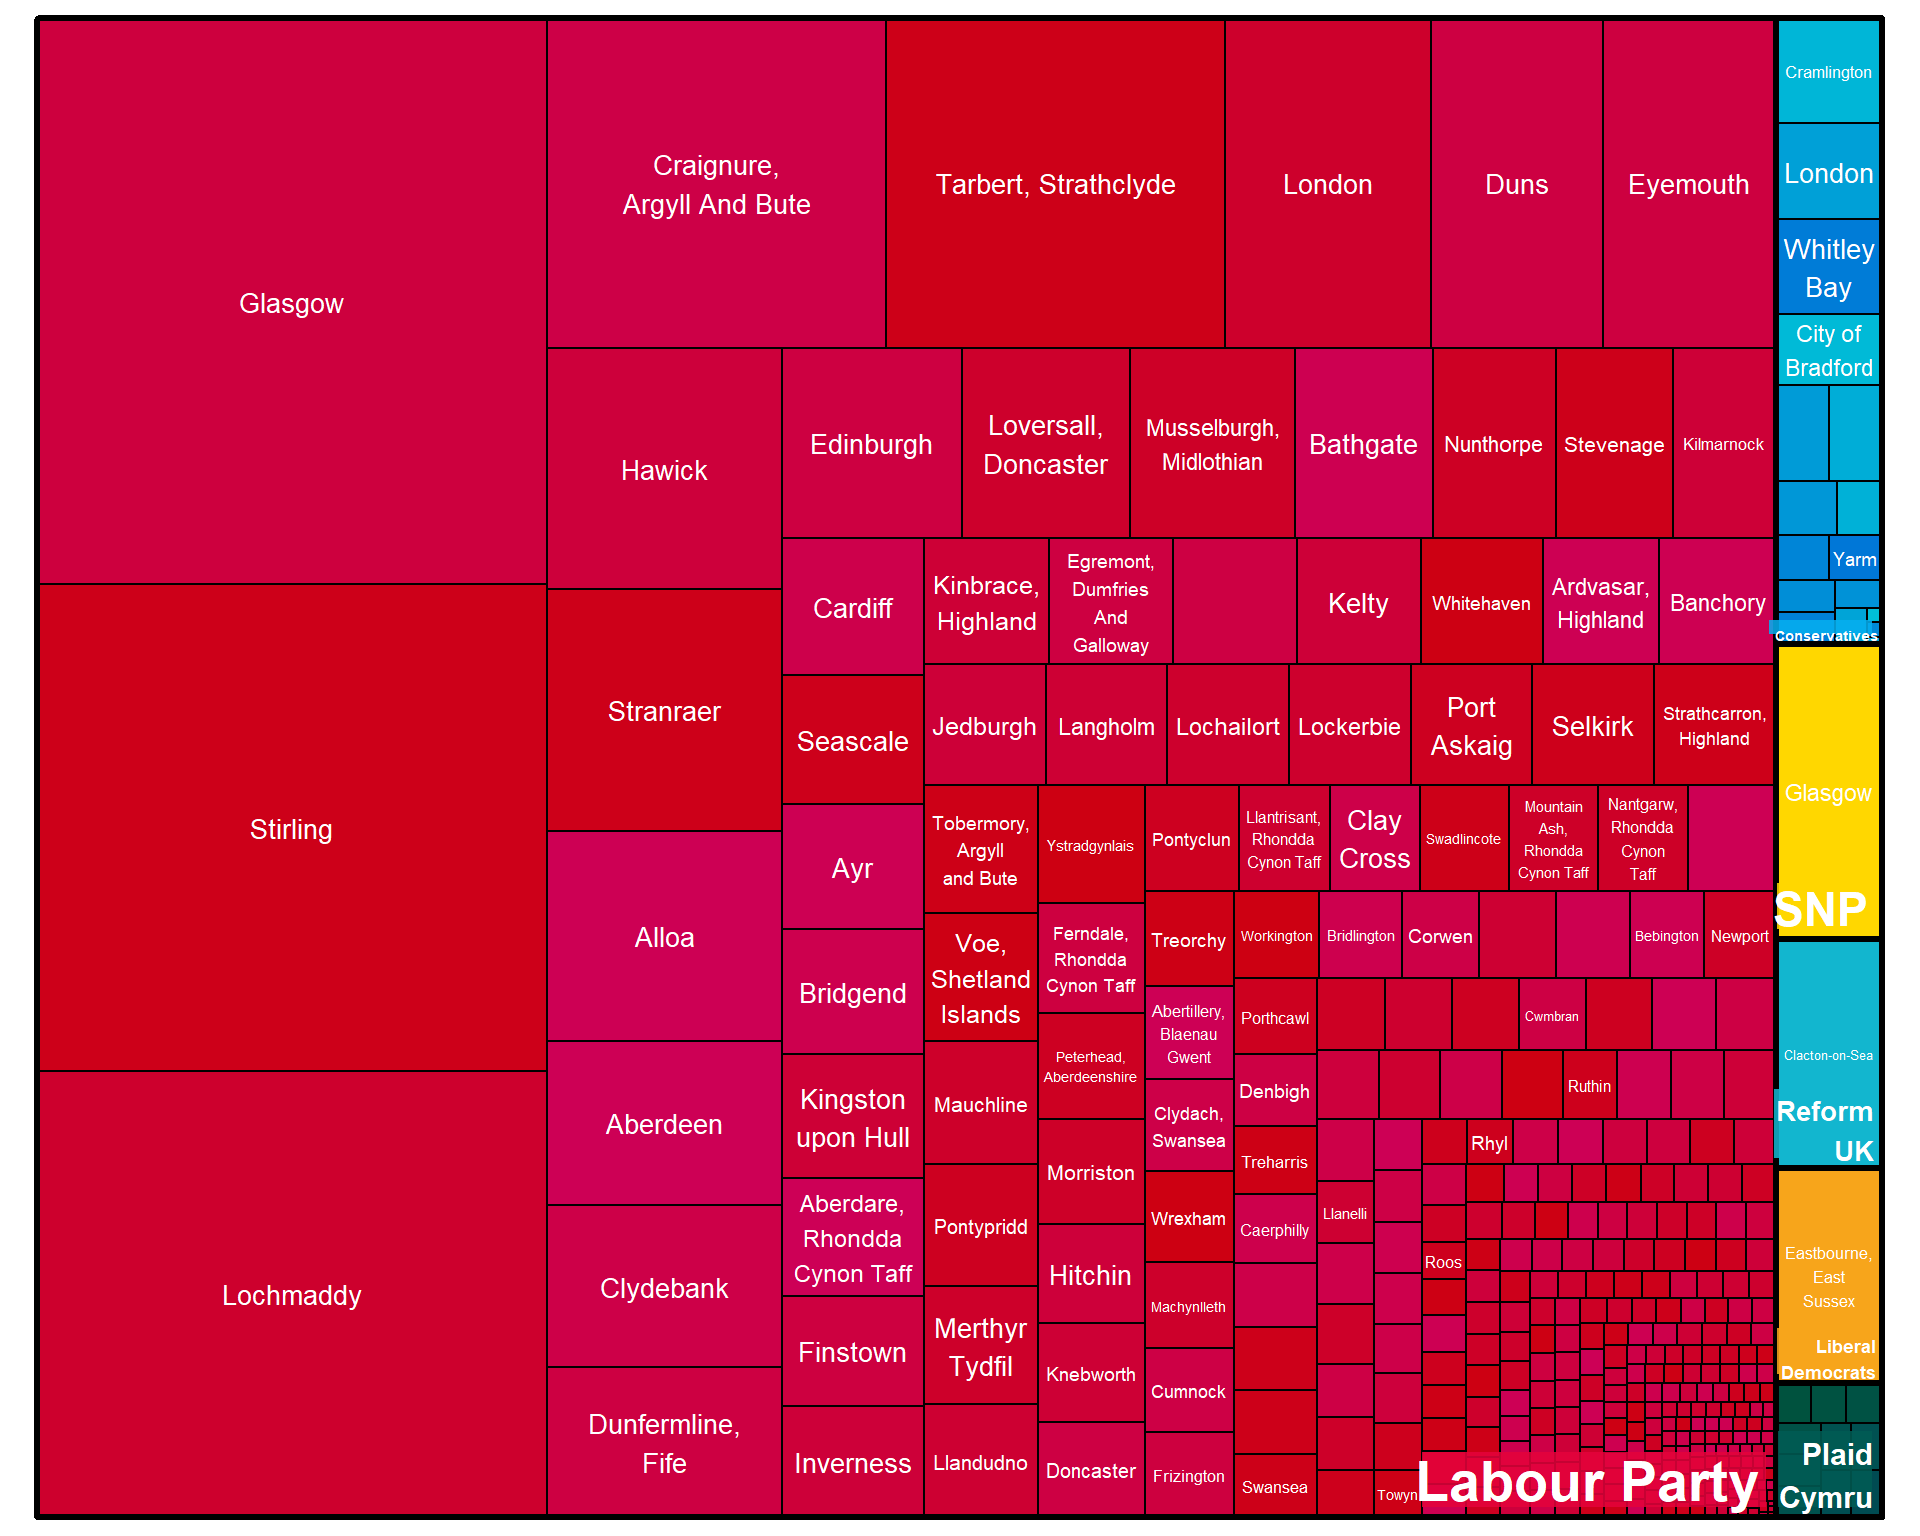 Glasgow
Stirling
Lochmaddy
Craignure,
Argyll And Bute
Tarbert, Strathclyde
London
Duns
Eyemouth
Hawick
Stranraer
Alloa
Aberdeen
Clydebank
Dunfermline,
Fife
Edinburgh
Loversall,
Doncaster
Musselburgh,
Midlothian
Bathgate
Nunthorpe
Stevenage
Kilmarnock
Cardiff
Seascale
Ayr
Bridgend
Kingston
upon Hull
Aberdare,
Rhondda
Cynon Taff
Finstown
Inverness
Kinbrace,
Highland
Egremont,
Dumfries
And
Galloway
Kelty
Whitehaven
Ardvasar,
Highland
Banchory
Jedburgh
Langholm
Lochailort
Lockerbie
Port
Askaig
Selkirk
Strathcarron,
Highland
Tobermory,
Argyll
and Bute
Voe,
Shetland
Islands
Mauchline
Pontypridd
Merthyr
Tydfil
Llandudno
Ystradgynlais
Ferndale,
Rhondda
Cynon Taff
Peterhead,
Aberdeenshire
Morriston
Hitchin
Knebworth
Doncaster
Pontyclun
Llantrisant,
Rhondda
Cynon Taff
Clay
Cross
Swadlincote
Mountain
Ash,
Rhondda
Cynon Taff
Nantgarw,
Rhondda
Cynon
Taff
Treorchy
Abertillery,
Blaenau
Gwent
Clydach,
Swansea
Wrexham
Machynlleth
Cumnock
Frizington
Workington
Bridlington
Corwen
Bebington
Newport
Porthcawl
Denbigh
Treharris
Caerphilly
Swansea
Cwmbran
Ruthin
Rhyl
Llanelli
Roos
Towyn
Labour Party
Cramlington
London
Whitley
Bay
City of
Bradford
Yarm
Conservatives
Glasgow
SNP
Clacton-on-Sea
Reform
UK
Eastbourne,
East
Sussex
Liberal
Democrats
Plaid
Cymru